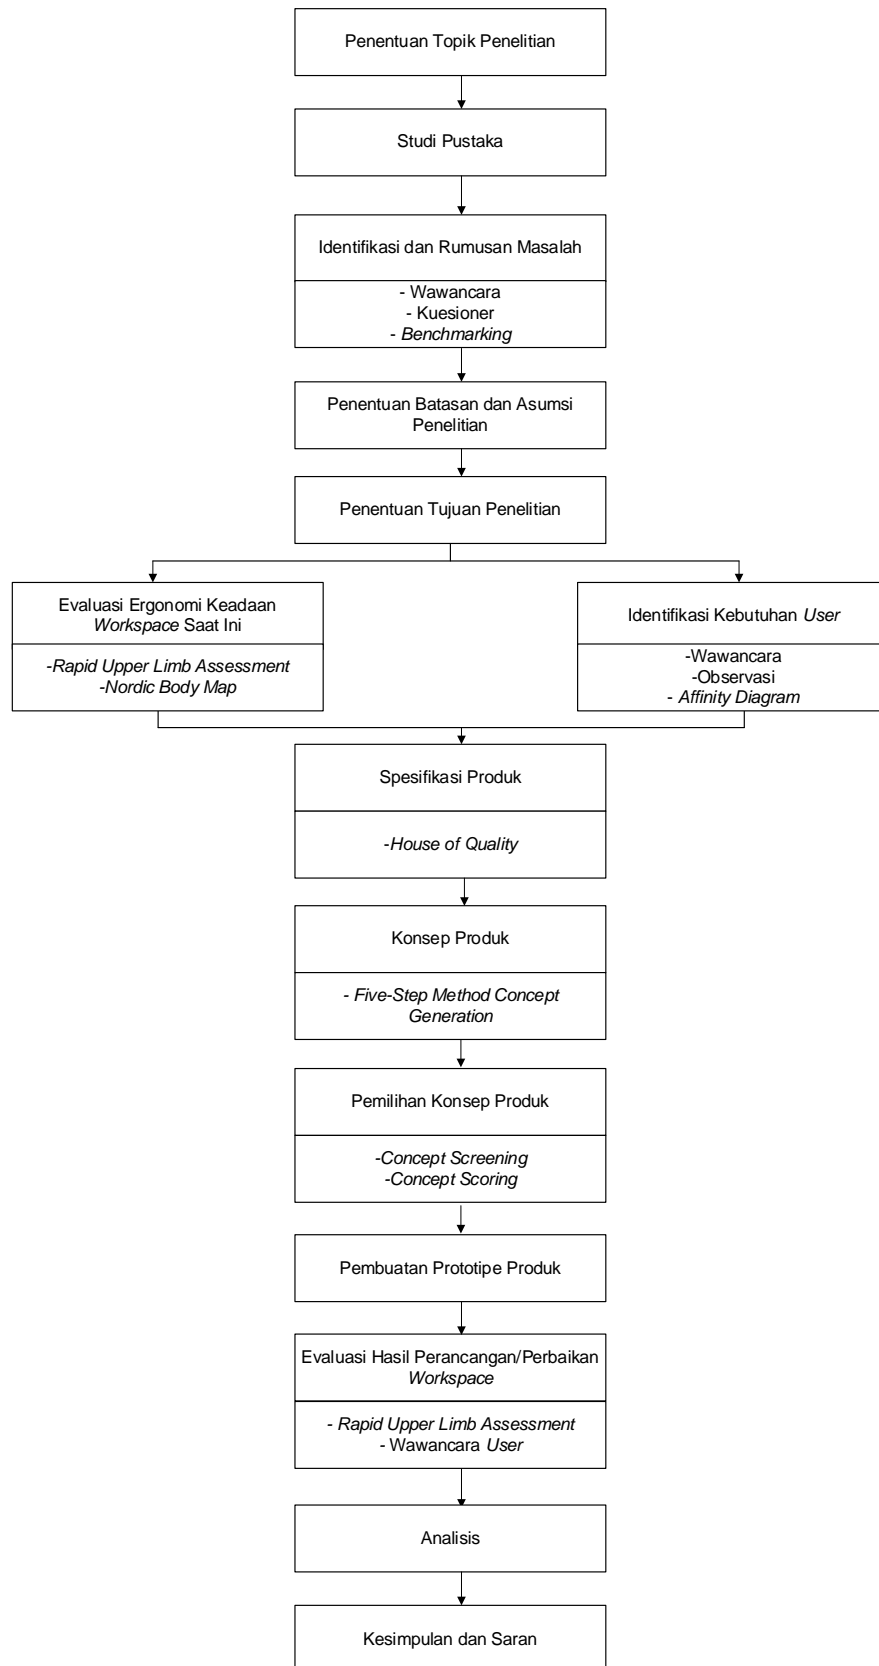 Penentuan Topik Penelitian
Studi Pustaka
Identifikasi dan Rumusan Masalah
- Wawancara
- Kuesioner
- Benchmarking
Penentuan Batasan dan Asumsi
Penelitian
Penentuan Tujuan Penelitian
Evaluasi Ergonomi Keadaan
Workspace Saat Ini
-Rapid Upper Limb Assessment
-Nordic Body Map
Identifikasi Kebutuhan User
-Wawancara
-Observasi
- Affinity Diagram
Spesifikasi Produk
-House of Quality
Konsep Produk
- Five-Step Method Concept
Generation
Pemilihan Konsep Produk
-Concept Screening
-Concept Scoring
Pembuatan Prototipe Produk
Evaluasi Hasil Perancangan/Perbaikan
Workspace
- Rapid Upper Limb Assessment
- Wawancara User
Analisis
Kesimpulan dan Saran